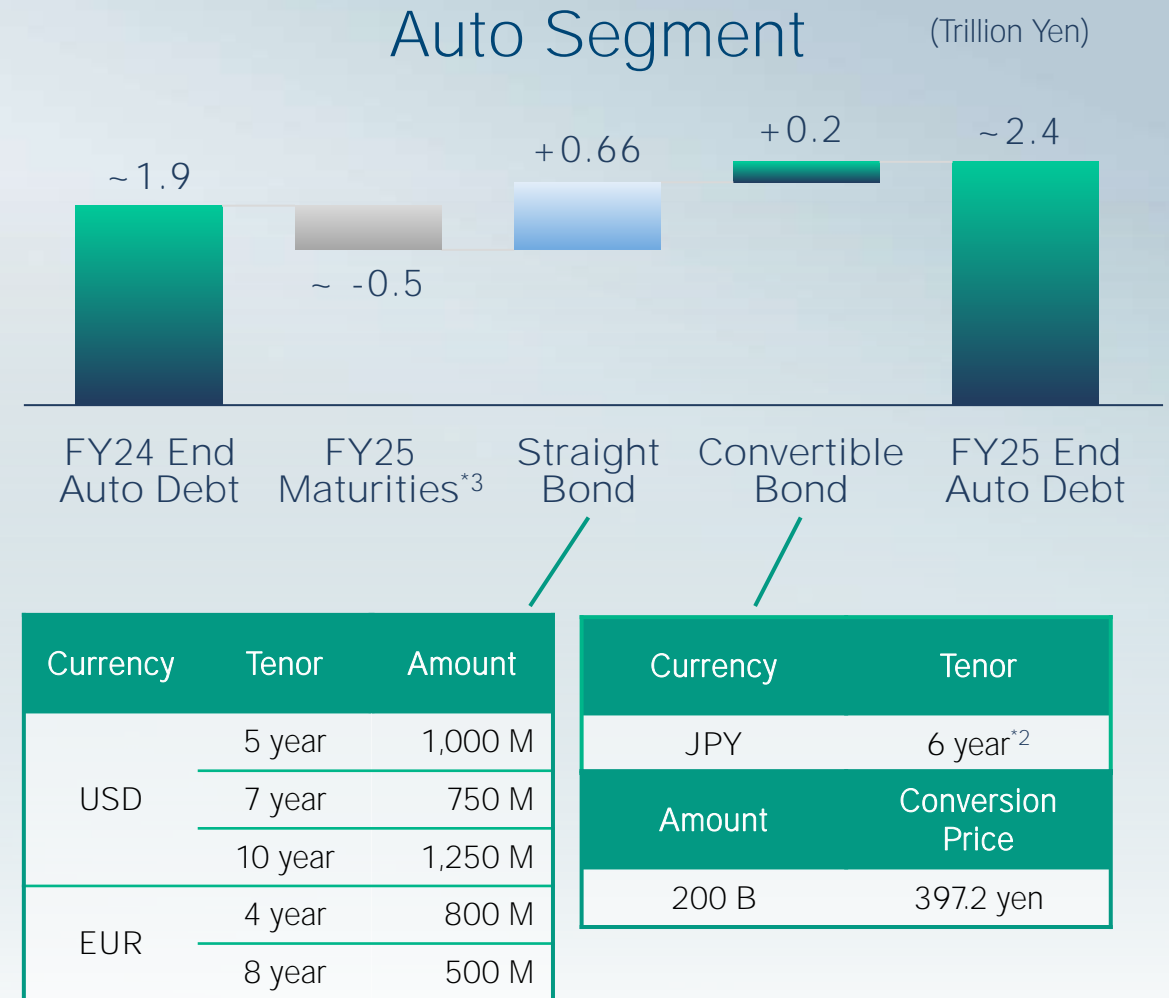 Auto Segment
(Trillion Yen)
~1.9
~ -0.5
+0.66
+0.2
~2.4
FY24 End
Auto Debt
FY25
Maturities*3
Straight
Bond
Convertible
Bond
FY25 End
Auto Debt
Currency Tenor Amount
USD
5 year 1,000 M
7 year 750 M
10 year 1,250 M
EUR
4 year 800 M
8 year 500 M
Currency Tenor
JPY 6 year*2
Amount Conversion
Price
200 B 397.2 yen